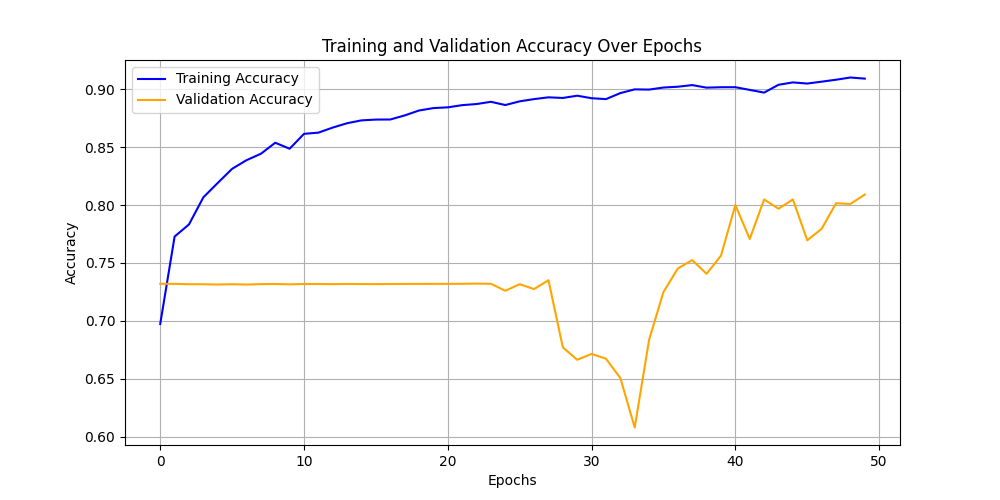 Training and Validation Accuracy Over Epochs
Training Accuracy
Validation Accuracy
Accuracy
0.90
0.85
0.80
0.75
0.70
0.65
0.60
0 10 20 30 40 50
Epochs